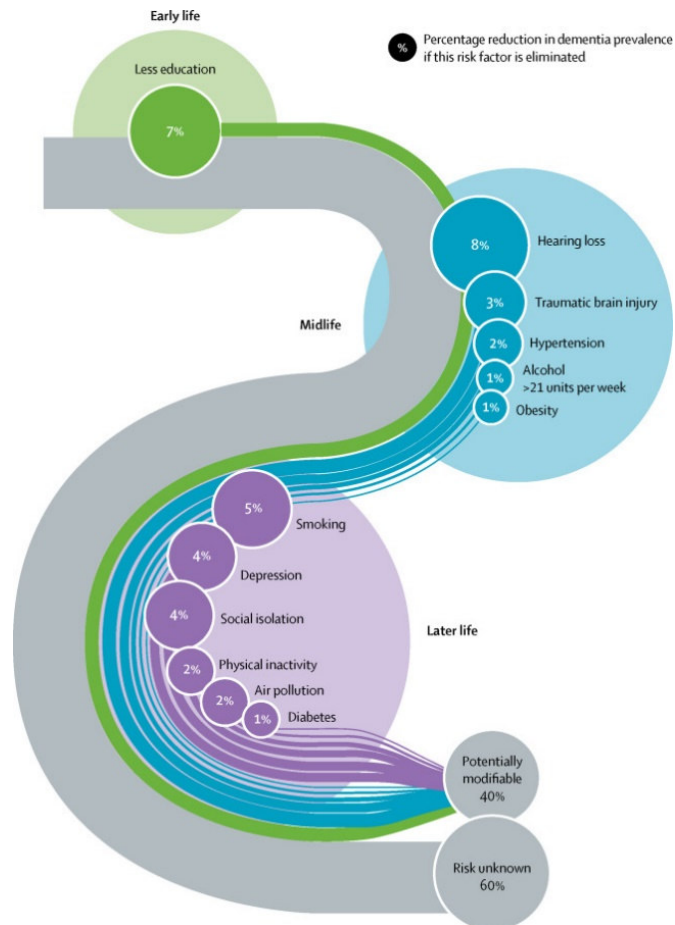 Early life
%
Percentage reduction in dementia prevalence
if this risk factor is eliminated
Less education
7%
8%
Hearing loss
3%
Traumatic brain injury
Midlife
2%
Hypertension
1%
Alcohol
>21 units per week
1%
Obesity
5%
Smoking
4%
Depression
4%
Social isolation
Later life
2%
Physical inactivity
2%
Air pollution
1%
Diabetes
Potentially
modifiable
40%
Risk unknown
60%